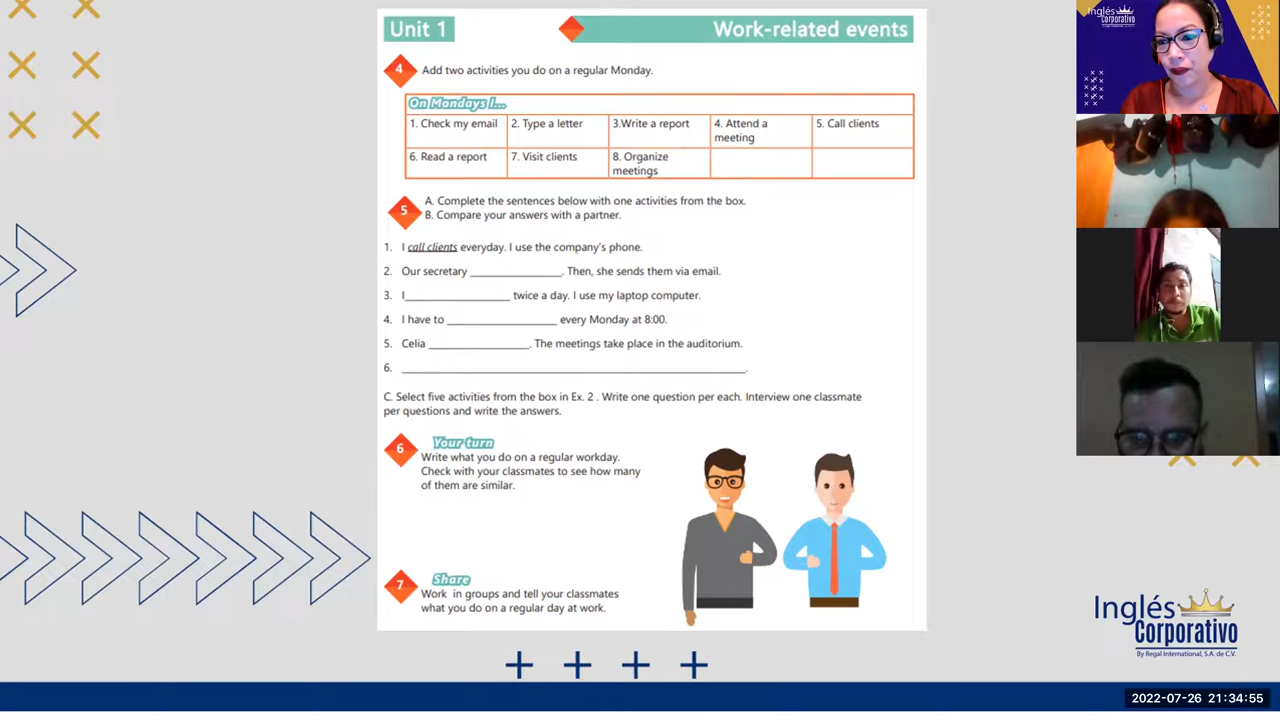 Unit 1
Work-related events
4
Add two activities you do on a regular Monday.
On Mondays I...
1. Check my email
2. Type a letter
3.Write a report
4. Attend a
meeting
5. Call clients
6. Read a report
7. Visit clients
8. Organize
meetings
5
A. Complete the sentences below with one activities from the box.
B. Compare your answers with a partner.
1. I call clients everyday. I use the company's phone.
2. Our secretary ______________. Then, she sends them via email.
3. I________________ twice a day. I use my laptop computer.
4. I have to _________________ every Monday at 8:00.
5. Celia _______________. The meetings take place in the auditorium.
6. ____________________________________________________.
C. Select five activities from the box in Ex. 2 . Write one question per each. Interview one classmate
per questions and write the answers.
6
Your turn
Write what you do on a regular workday.
Check with your classmates to see how many
of them are similar.
7
Share
Work in groups and tell your classmates
what you do on a regular day at work.
Inglés
Corporativo
Inglés
Corporativo
By Regal International, S.A. de C.V.
2022-07-26 21:34:55